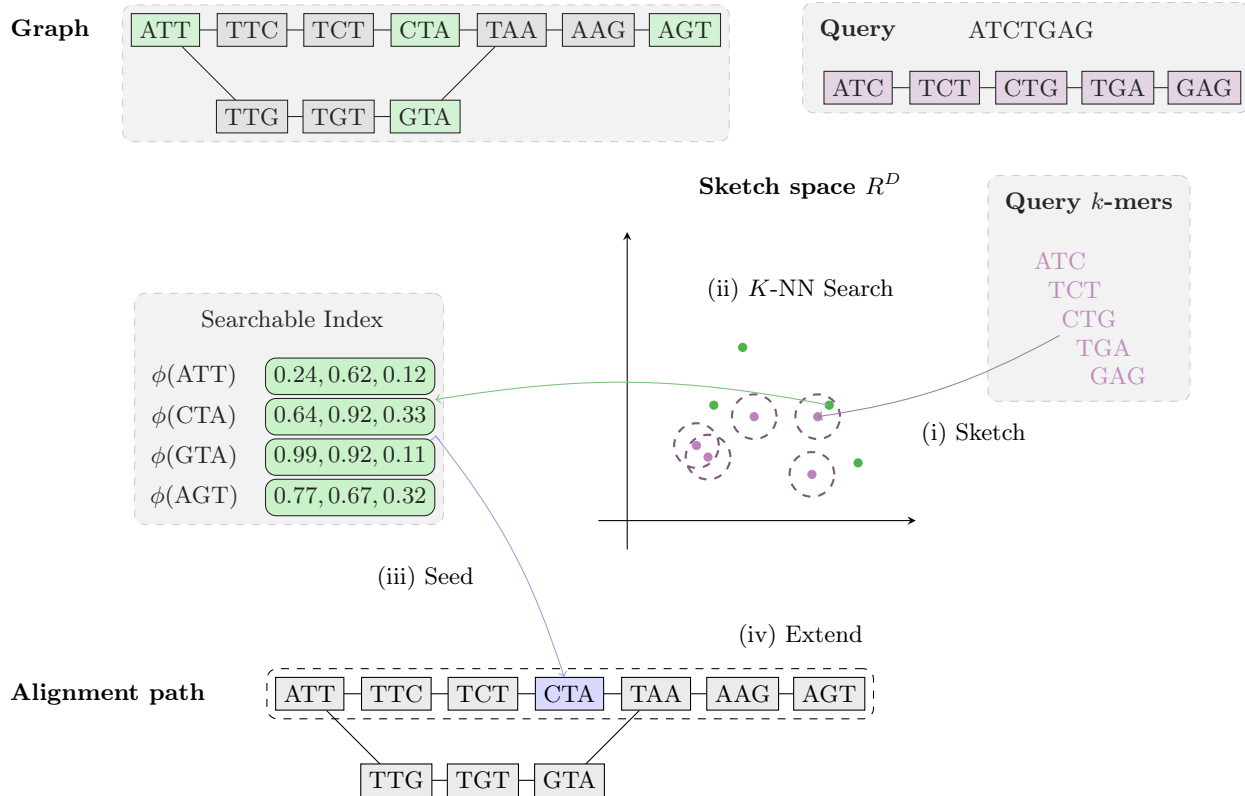 Graph
ATT TTC TCT CTA TAA AAG AGT
TTG TGT GTA
Query ATCTGAG
ATC TCT CTG TGA GAG
Sketch space R^D
Query k-mers
ATC
TCT
CTG
TGA
GAG
(ii) K-NN Search
(i) Sketch
Searchable Index
ϕ(ATT) 0.24, 0.62, 0.12
ϕ(CTA) 0.64, 0.92, 0.33
ϕ(GTA) 0.99, 0.92, 0.11
ϕ(AGT) 0.77, 0.67, 0.32
(iii) Seed
(iv) Extend
Alignment path
ATT TTC TCT CTA TAA AAG AGT
TTG TGT GTA